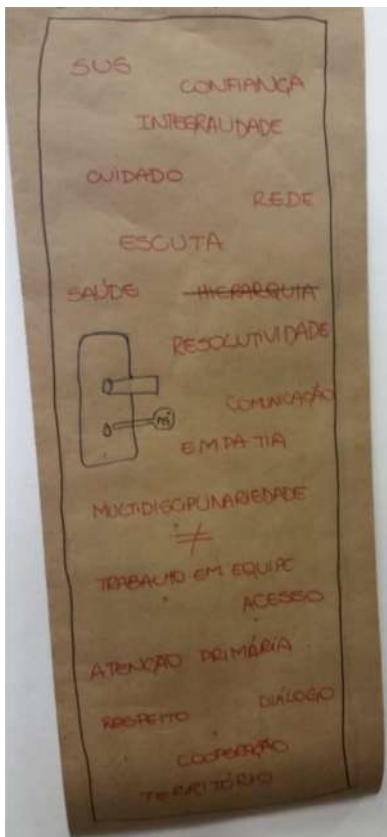 SUS
CONFIANÇA
INTEGRALIDADE
CUIDADO
REDE
ESCUTA
SAÚDE HIERARQUIA
RESOLUTIVIDADE
COMUNICAÇÃO
EMPATIA
MULTIDISCIPLINARIEDADE
≠
TRABALHO EM EQUIPE
ACESSO
ATENÇÃO PRIMÁRIA
DIÁLOGO
RESPEITO
COOPERAÇÃO
TERRITÓRIO